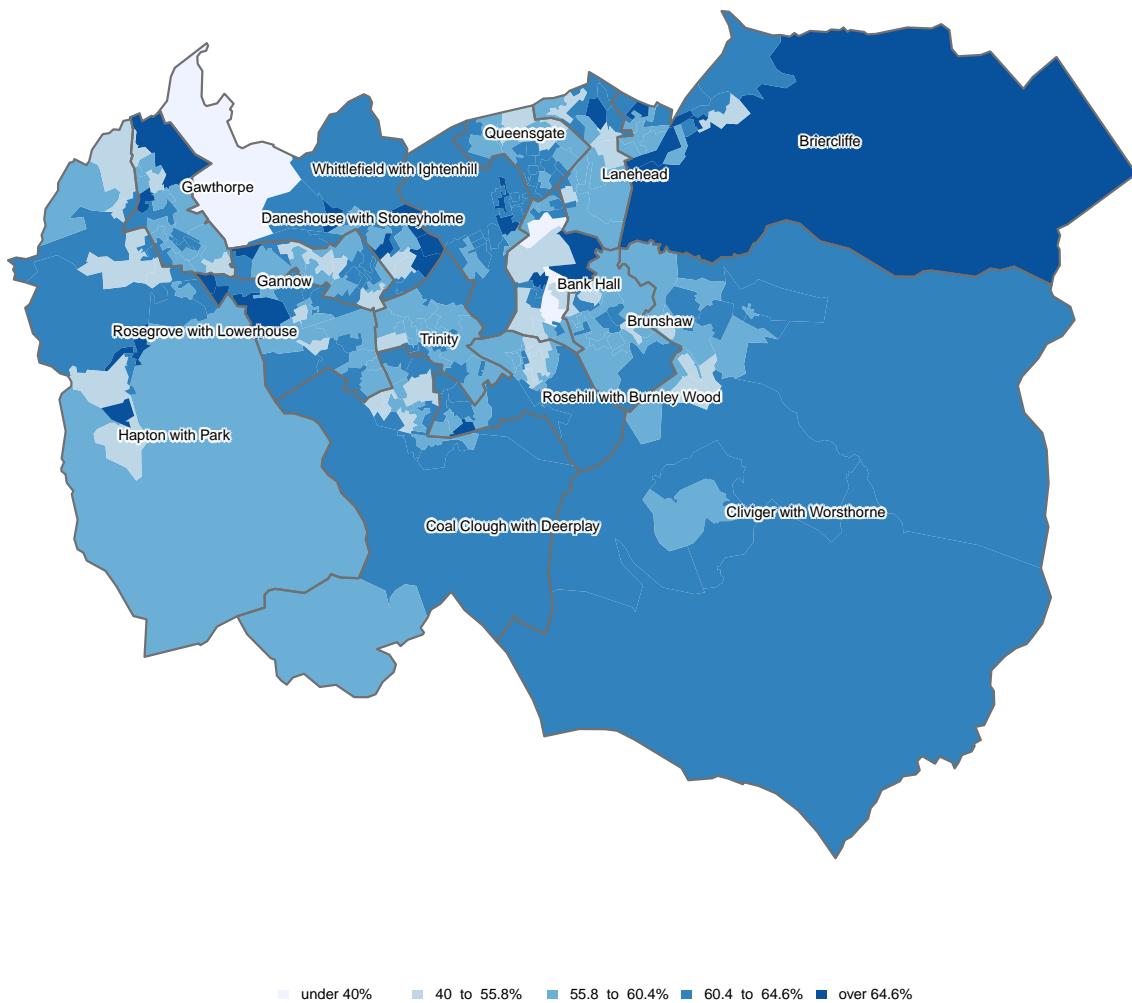 Queensgate
Briercliffe
Whittlefield with Ightenhill
Lanehead
Gawthorpe
Daneshouse with Stoneyholme
Gannow
Bank Hall
Brunshaw
Rosegrove with Lowerhouse
Trinity
Rosehill with Burnley Wood
Hapton with Park
Cliviger with Worsthorne
Coal Clough with Deerplay
under 40% 40 to 55.8% 55.8 to 60.4% 60.4 to 64.6% over 64.6%